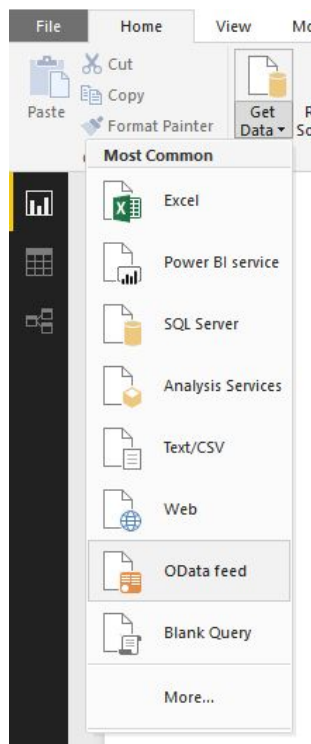 File Home View Mo
Cut
Copy
Paste
Format Painter
Get
Data
Most Common
Excel
Power BI service
SQL Server
Analysis Services
Text/CSV
Web
OData feed
Blank Query
More...